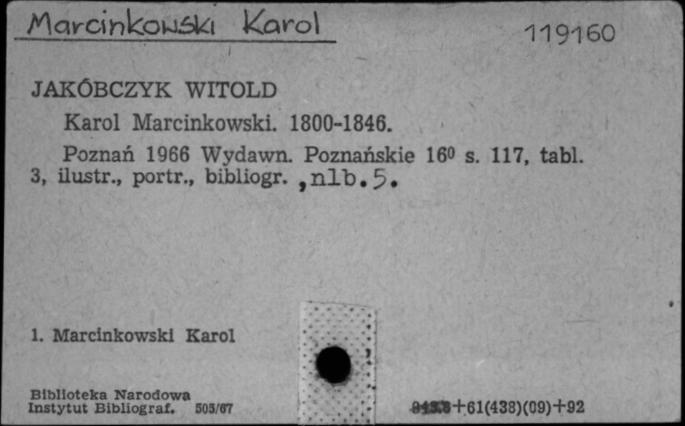 Marcinkowski Karol
119160
JAKÓBCZYK WITOLD
Karol Marcinkowski. 1800-1846.
Poznań 1966 Wydawn. Poznańskie 16⁰ s. 117, tabl.
3, ilustr., portr., bibliogr. , nlb. 5.
1. Marcinkowski Karol
Biblioteka Narodowa
Instytut Bibliograf. 505/67
+61(438)(09)+92